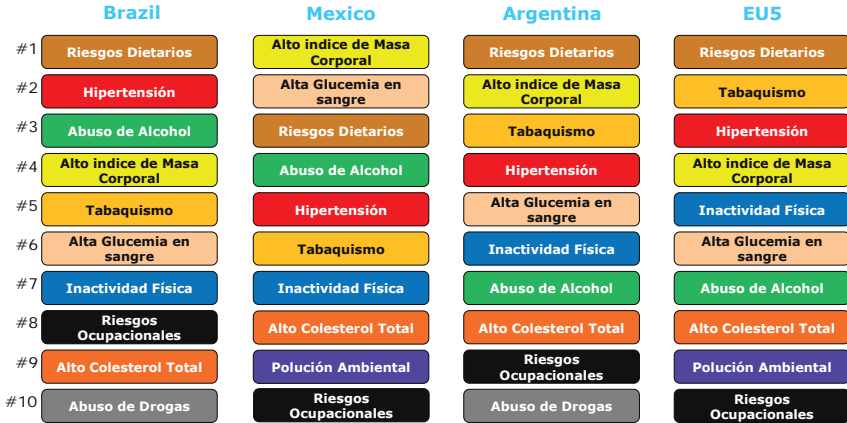 Brazil Mexico Argentina EU5
#1 Riesgos Dietarios Alto indice de Masa Corporal Riesgos Dietarios Riesgos Dietarios
#2 Hipertensión Alta Glucemia en sangre Alto indice de Masa Corporal Tabaquismo
#3 Abuso de Alcohol Riesgos Dietarios Tabaquismo Hipertensión
#4 Alto indice de Masa Corporal Abuso de Alcohol Hipertensión Alto indice de Masa Corporal
#5 Tabaquismo Hipertensión Alta Glucemia en sangre Inactividad Física
#6 Alta Glucemia en sangre Tabaquismo Inactividad Física Alta Glucemia en sangre
#7 Inactividad Física Inactividad Física Abuso de Alcohol Abuso de Alcohol
#8 Riesgos Ocupacionales Alto Colesterol Total Alto Colesterol Total Alto Colesterol Total
#9 Alto Colesterol Total Polución Ambiental Riesgos Ocupacionales Polución Ambiental
#10 Abuso de Drogas Riesgos Ocupacionales Abuso de Drogas Riesgos Ocupacionales